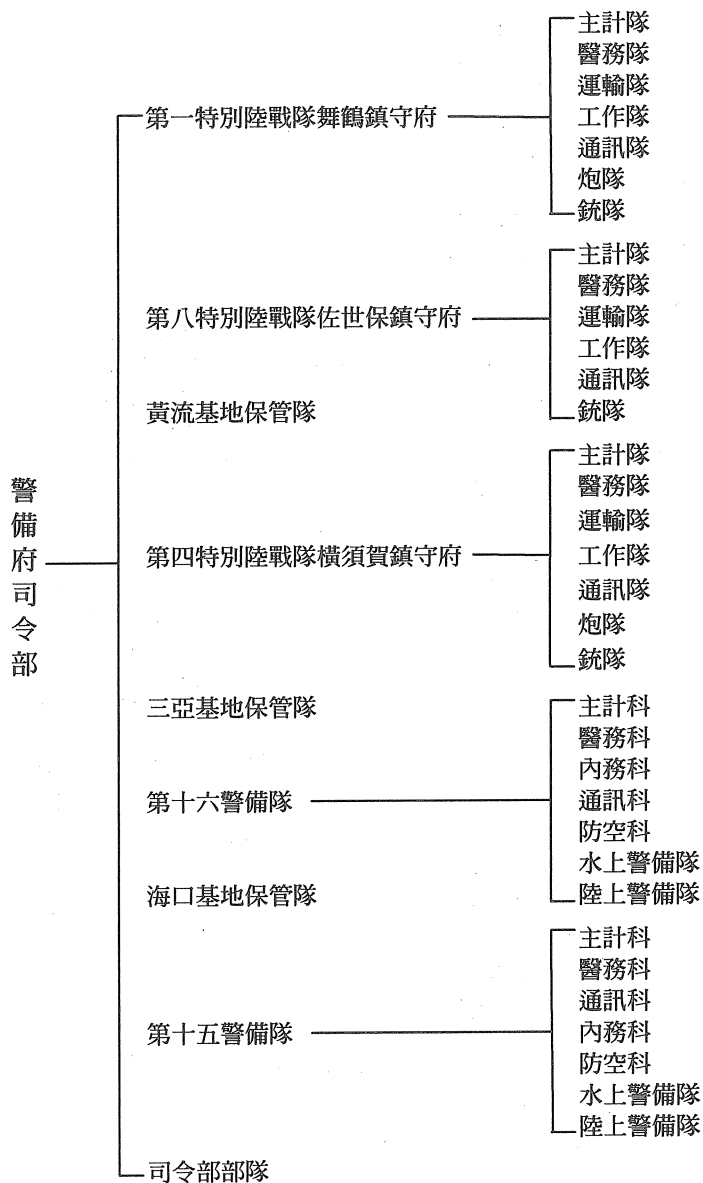 警備府司令部
第一特別陸戰隊舞鶴鎮守府
主計隊
醫務隊
運輸隊
工作隊
通訊隊
炮隊
銃隊
第八特別陸戰隊佐世保鎮守府
主計隊
醫務隊
運輸隊
工作隊
通訊隊
銃隊
黃流基地保管隊
第四特別陸戰隊橫須賀鎮守府
主計隊
醫務隊
運輸隊
工作隊
通訊隊
炮隊
銃隊
三亞基地保管隊
第十六警備隊
主計科
醫務科
內務科
通訊科
防空科
水上警備隊
陸上警備隊
海口基地保管隊
第十五警備隊
主計科
醫務科
通訊科
內務科
防空科
水上警備隊
陸上警備隊
司令部部隊